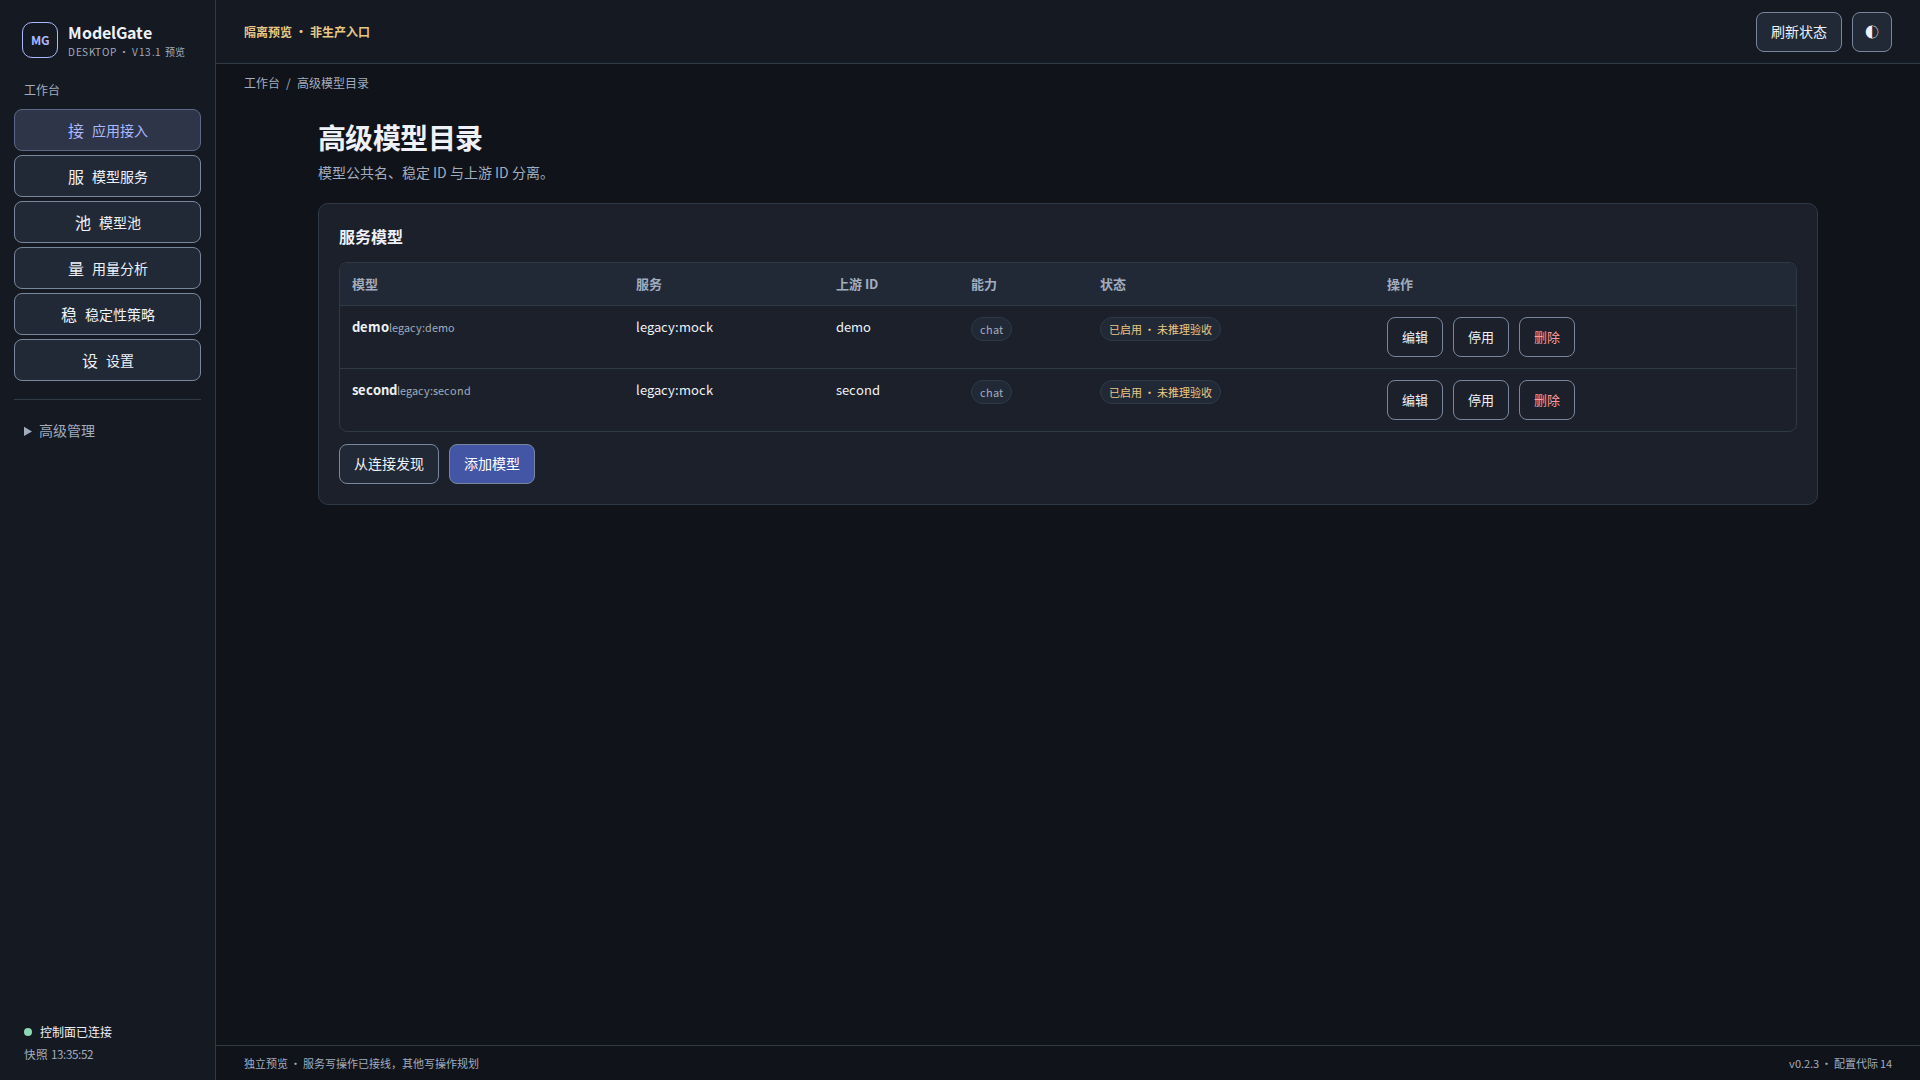 MG
ModelGate
DESKTOP · V13.1 预览
工作台
接 应用接入
服 模型服务
池 模型池
量 用量分析
稳 稳定性策略
设 设置
▶ 高级管理
控制面已连接
快照 13:35:52
隔离预览 · 非生产入口
刷新状态
工作台 / 高级模型目录
高级模型目录
模型公共名、稳定 ID 与上游 ID 分离。
服务模型
模型 服务 上游 ID 能力 状态 操作
demolegacy:demo legacy:mock demo chat 已启用 · 未推理验收 编辑 停用 删除
secondlegacy:second legacy:mock second chat 已启用 · 未推理验收 编辑 停用 删除
从连接发现 添加模型
独立预览 · 服务写操作已接线，其他写操作规划
v0.2.3 · 配置代际 14